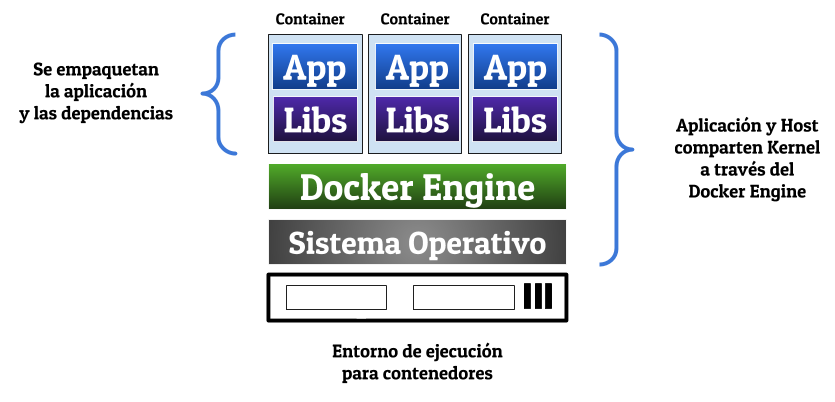 Container Container Container
Se empaquetan
la aplicación
y las dependencias
App App App
Libs Libs Libs
Aplicación y Host
comparten Kernel
a través del
Docker Engine
Docker Engine
Sistema Operativo
Entorno de ejecución
para contenedores